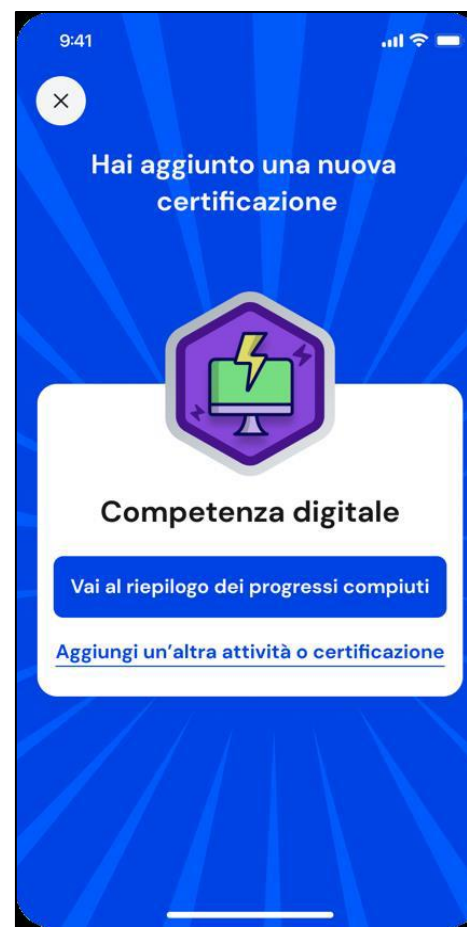 9:41
Hai aggiunto una nuova
certificazione
Competenza digitale
Vai al riepilogo dei progressi compiuti
Aggiungi un’altra attività o certificazione